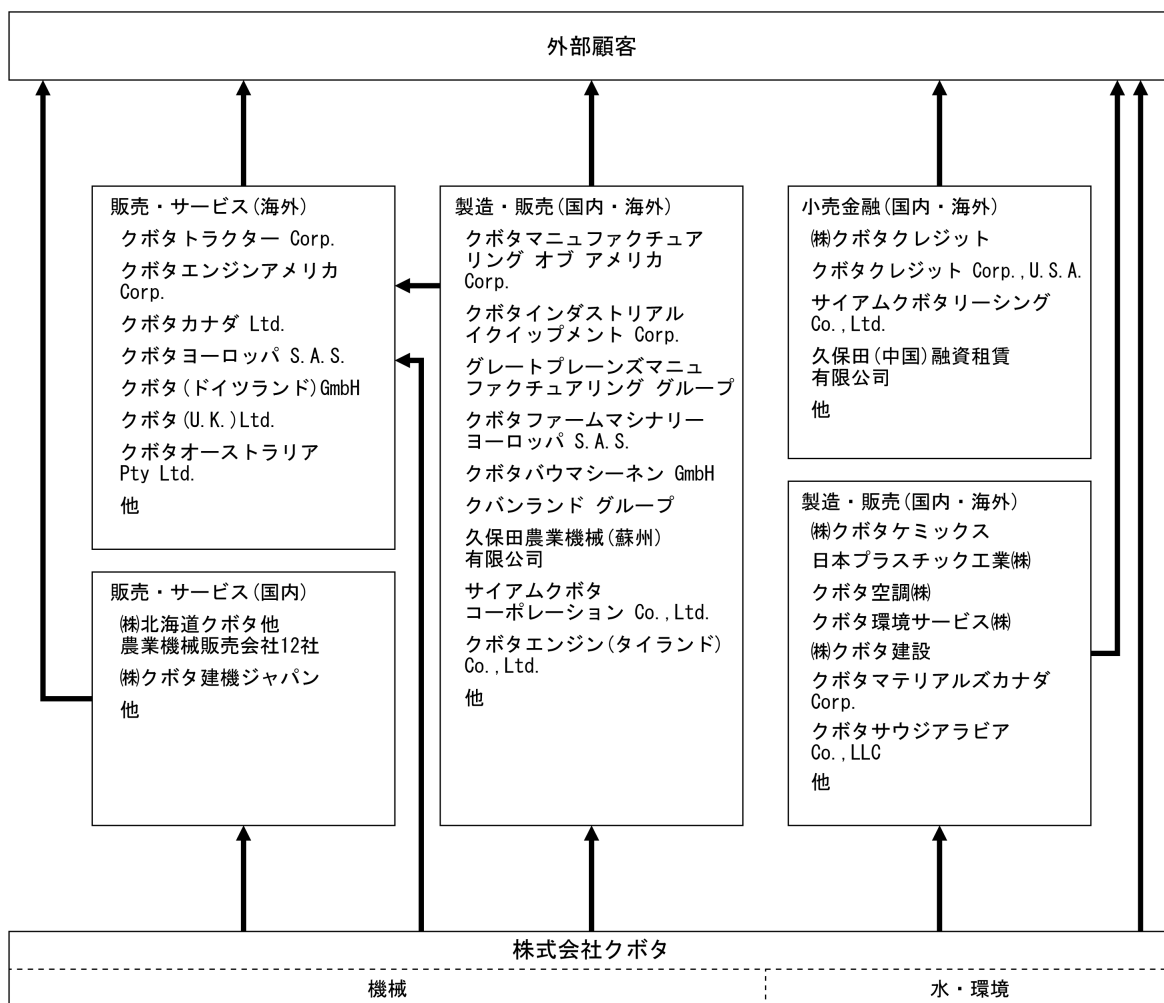 外部顧客
販売・サービス(海外)
クボタトラクター Corp.
クボタエンジンアメリカ
Corp.
クボタカナダ Ltd.
クボタヨーロッパ S.A.S.
クボタ(ドイツランド)GmbH
クボタ(U.K.)Ltd.
クボタオーストラリア
Pty Ltd.
他
販売・サービス(国内)
㈱北海道クボタ他
農業機械販売会社12社
㈱クボタ建機ジャパン
他
製造・販売(国内・海外)
クボタマニュファクチュア
リング オブ アメリカ
Corp.
クボタインダストリアル
イクイップメント Corp.
グレートプレーンズマニュ
ファクチュアリング グループ
クボタファームマシナリー
ヨーロッパ S.A.S.
クボタバウマシーネン GmbH
クバンランド グループ
久保田農業機械(蘇州)
有限公司
サイアムクボタ
コーポレーション Co.,Ltd.
クボタエンジン(タイランド)
Co.,Ltd.
他
小売金融(国内・海外)
㈱クボタクレジット
クボタクレジット Corp.,U.S.A.
サイアムクボタリーシング
Co.,Ltd.
久保田(中国)融資租賃
有限公司
他
製造・販売(国内・海外)
㈱クボタケミックス
日本プラスチック工業㈱
クボタ空調㈱
クボタ環境サービス㈱
㈱クボタ建設
クボタマテリアルズカナダ
Corp.
クボタサウジアラビア
Co.,LLC
他
株式会社クボタ
機械
水・環境